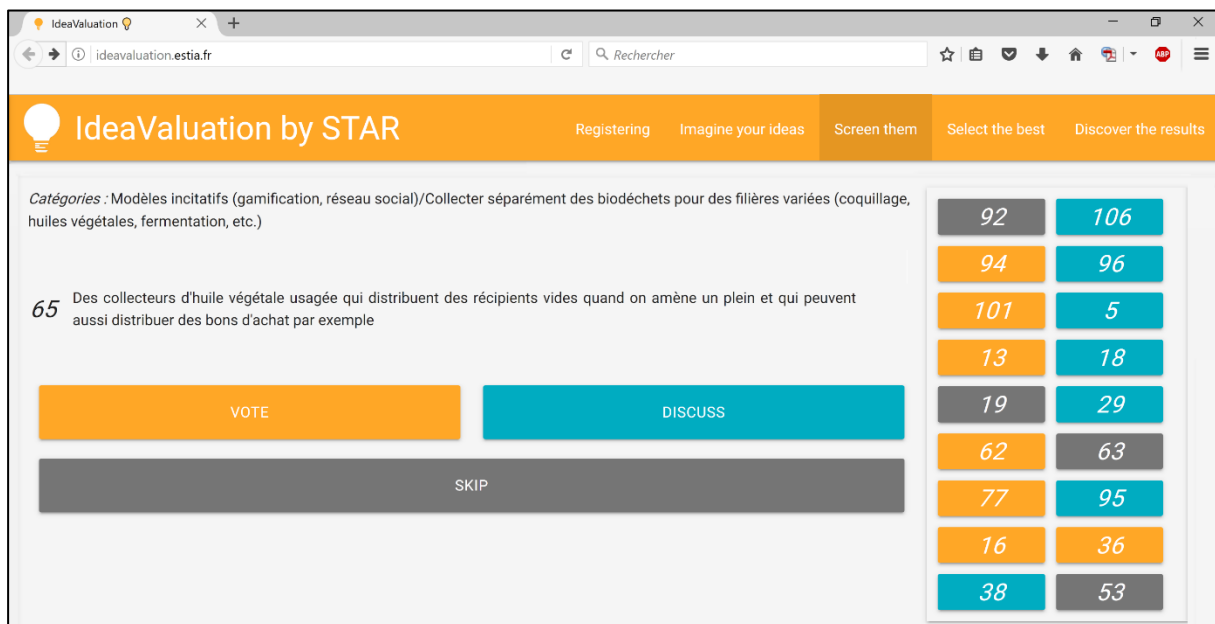 IdeaValuation
ideavaluation.estia.fr
Rechercher
ABP
IdeaValuation by STAR
Registering
Imagine your ideas
Screen them
Select the best
Discover the results
Catégories : Modèles incitatifs (gamification, réseau social)/Collecter séparément des biodéchets pour des filières variées (coquillage,
huiles végétales, fermentation, etc.)
65
Des collecteurs d'huile végétale usagée qui distribuent des récipients vides quand on amène un plein et qui peuvent
aussi distribuer des bons d'achat par exemple
VOTE
DISCUSS
SKIP
92 106
94 96
101 5
13 18
19 29
62 63
77 95
16 36
38 53